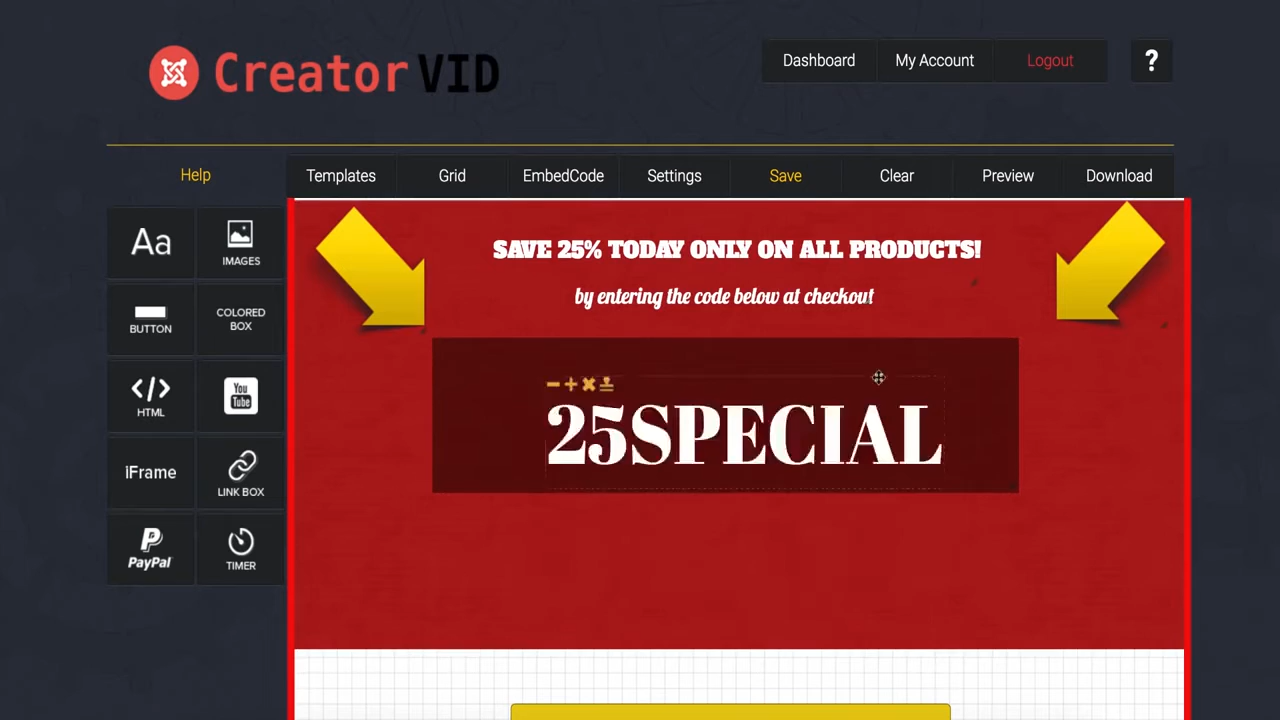 Creator VID
Dashboard
My Account
Logout
?
Help
Templates
Grid
EmbedCode
Settings
Save
Clear
Preview
Download
Aa
IMAGES
BUTTON
COLORED
BOX
</>
HTML
You
Tube
iFrame
LINK BOX
PayPal
TIMER
SAVE 25% TODAY ONLY ON ALL PRODUCTS!
by entering the code below at checkout
25SPECIAL